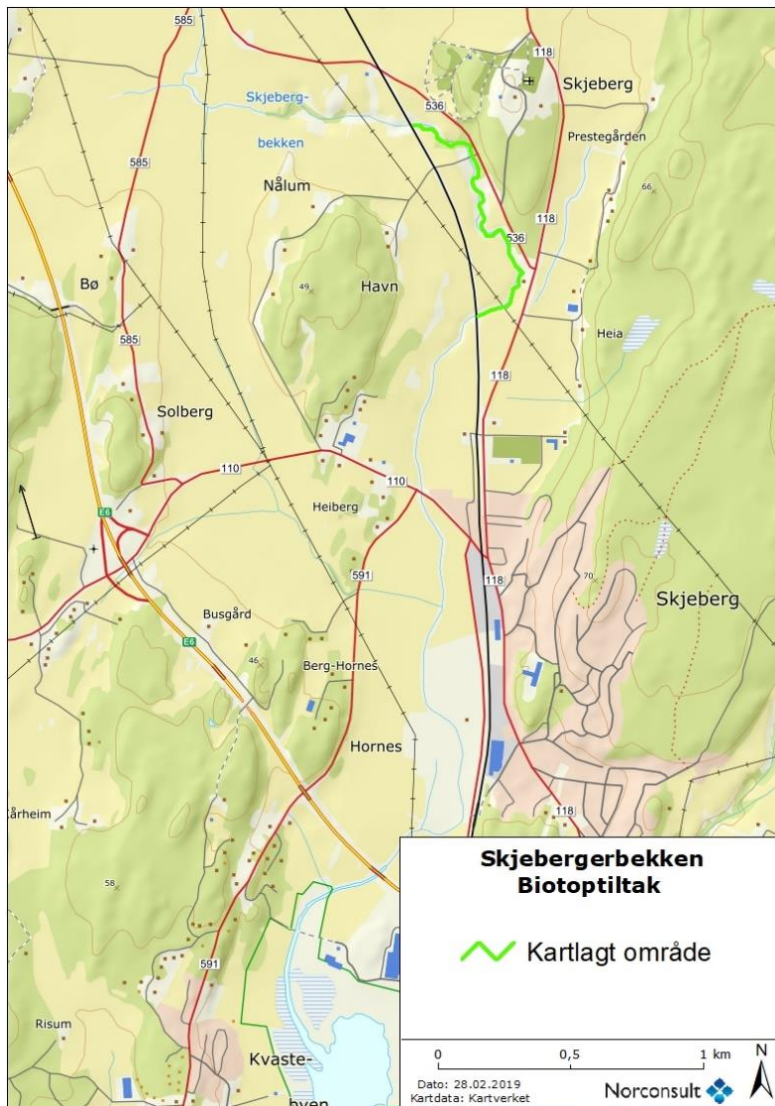 585
118
Skjeberg
Skjeberg-
bekken
536
Prestegården
585
Nålum
66
118
536
Bø
49
Havn
Heia
585
118
Solberg
110
110
Heiberg
E6
591
118
70
Skjeberg
Busgård
E6
46
Berg-Hornes
Hornes
118
årheim
58
591
Risum
Kvaste-
byen
Skjebergerbekken
Biotoptiltak
Kartlagt område
0 0,5 1 km
N
Dato: 28.02.2019
Kartdata: Kartverket
Norconsult